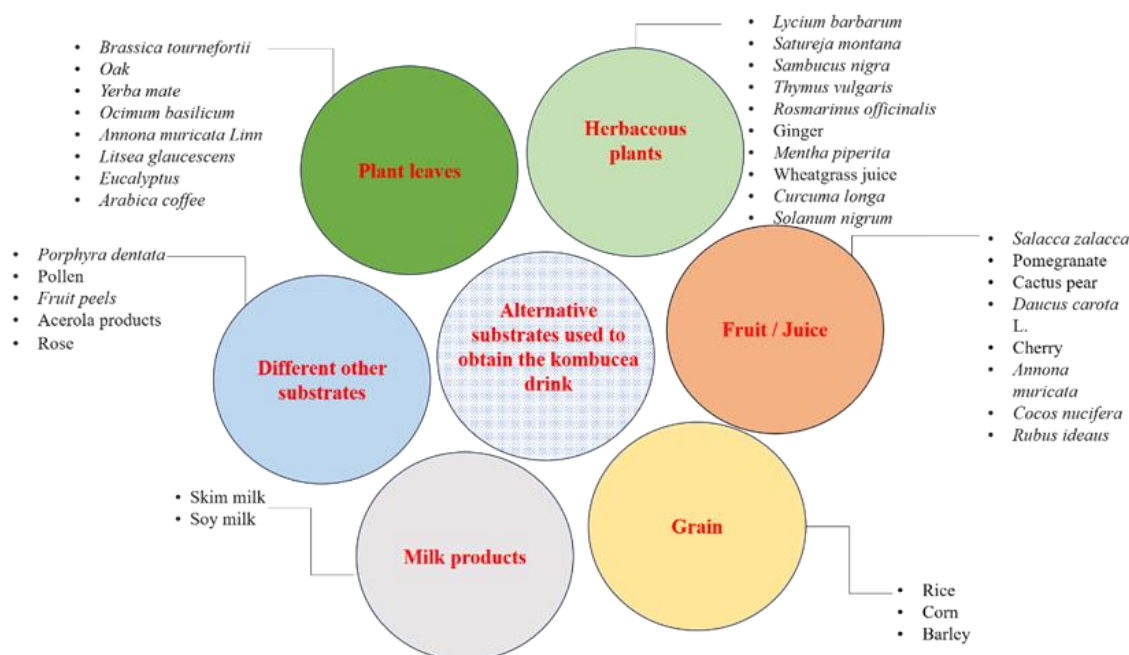 • Brassica tournefortii
• Oak
• Yerba mate
• Ocimum basilicum
• Annona muricata Linn
• Litsea glaucescens
• Eucalyptus
• Arabica coffee
Plant leaves
• Lycium barbarum
• Satureja montana
• Sambucus nigra
• Thymus vulgaris
• Rosmarinus officinalis
• Ginger
• Mentha piperita
• Wheatgrass juice
• Curcuma longa
• Solanum nigrum
Herbaceous
plants
• Porphyra dentata
• Pollen
• Fruit peels
• Acerola products
• Rose
Different other
substrates
Alternative
substrates used to
obtain the kombucea
drink
Fruit / Juice
• Salacca zalacca
• Pomegranate
• Cactus pear
• Daucus carota
L.
• Cherry
• Annona
muricata
• Cocos nucifera
• Rubus ideaus
• Skim milk
• Soy milk
Milk products
Grain
• Rice
• Corn
• Barley